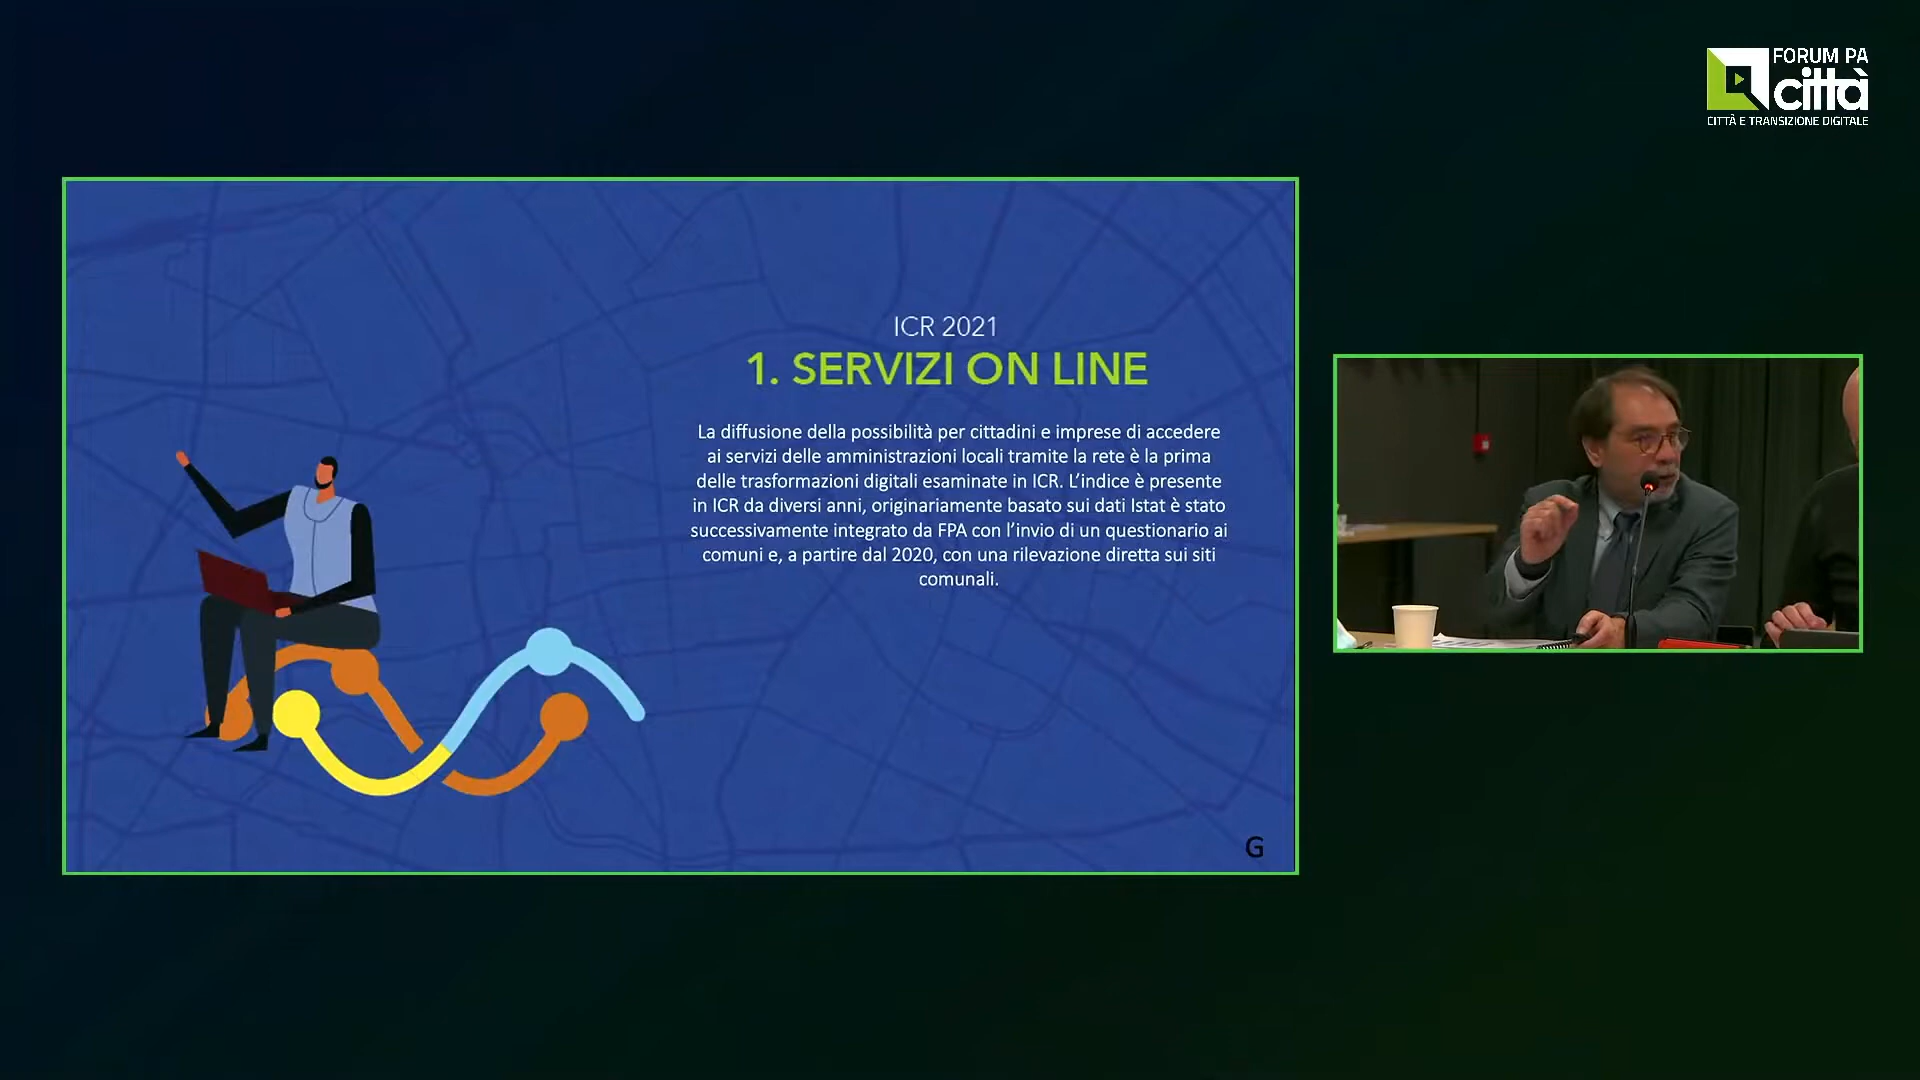 FORUM PA
città
CITTÀ E TRANSIZIONE DIGITALE
ICR 2021
1. SERVIZI ON LINE
La diffusione della possibilità per cittadini e imprese di accedere
ai servizi delle amministrazioni locali tramite la rete è la prima
delle trasformazioni digitali esaminate in ICR. L’indice è presente
in ICR da diversi anni, originariamente basato sui dati Istat è stato
successivamente integrato da FPA con l’invio di un questionario ai
comuni e, a partire dal 2020, con una rilevazione diretta sui siti
comunali.
G